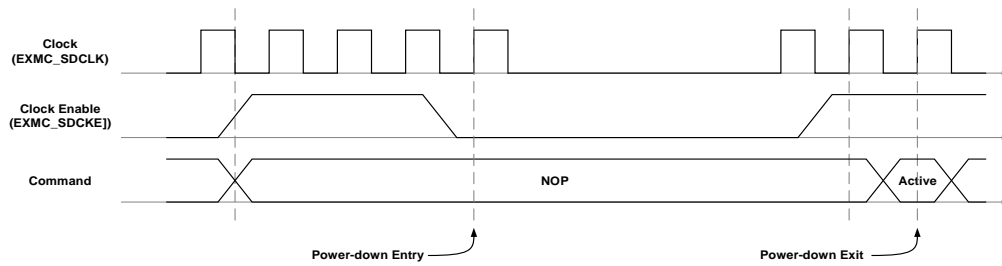 Clock
(EXMC_SDCLK)
Clock Enable
(EXMC_SDCKE])
Command
NOP
Active
Power-down Entry
Power-down Exit